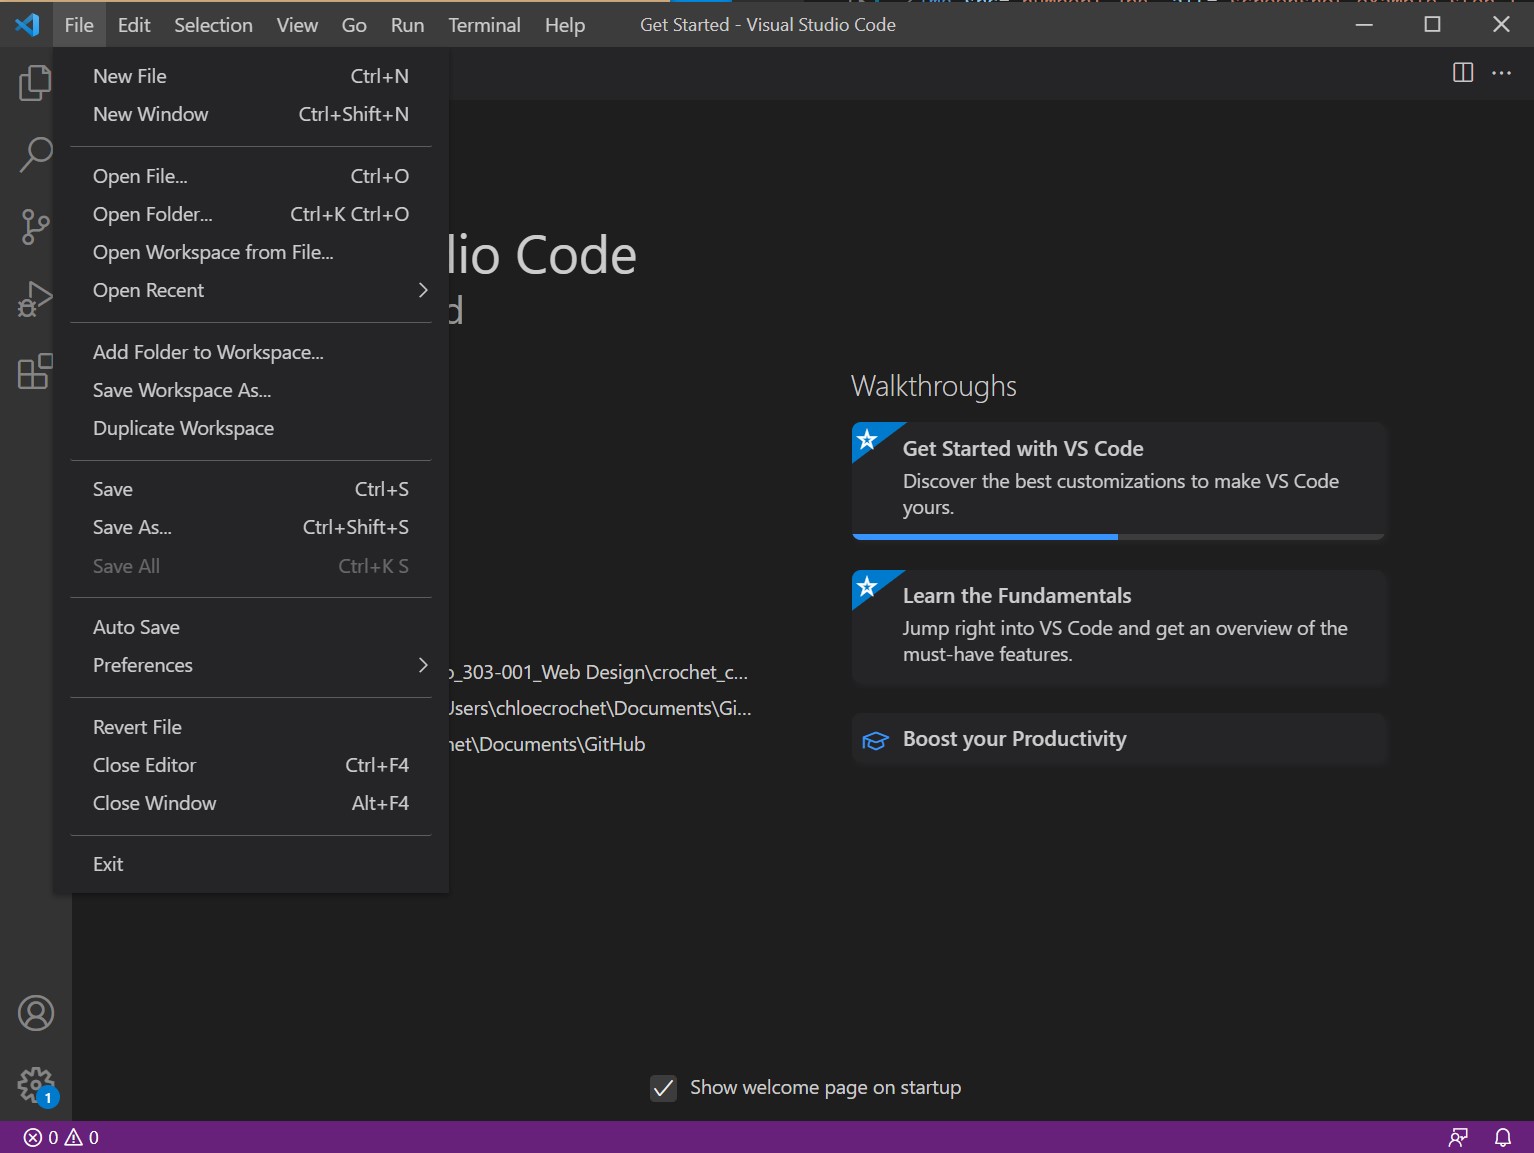 File Edit Selection View Go Run Terminal Help Get Started - Visual Studio Code
New File Ctrl+N
New Window Ctrl+Shift+N
Open File... Ctrl+O
Open Folder... Ctrl+K Ctrl+O
Open Workspace from File...
Open Recent
Add Folder to Workspace...
Save Workspace As...
Duplicate Workspace
Save Ctrl+S
Save As... Ctrl+Shift+S
Save All Ctrl+K S
Auto Save
Preferences
Revert File
Close Editor Ctrl+F4
Close Window Alt+F4
Exit
lio Code
d
_303-001_Web Design\crochet_c...
sers\chloecrochet\Documents\Gi...
et\Documents\GitHub
Walkthroughs
Get Started with VS Code
Discover the best customizations to make VS Code
yours.
Learn the Fundamentals
Jump right into VS Code and get an overview of the
must-have features.
Boost your Productivity
Show welcome page on startup
1
0 0